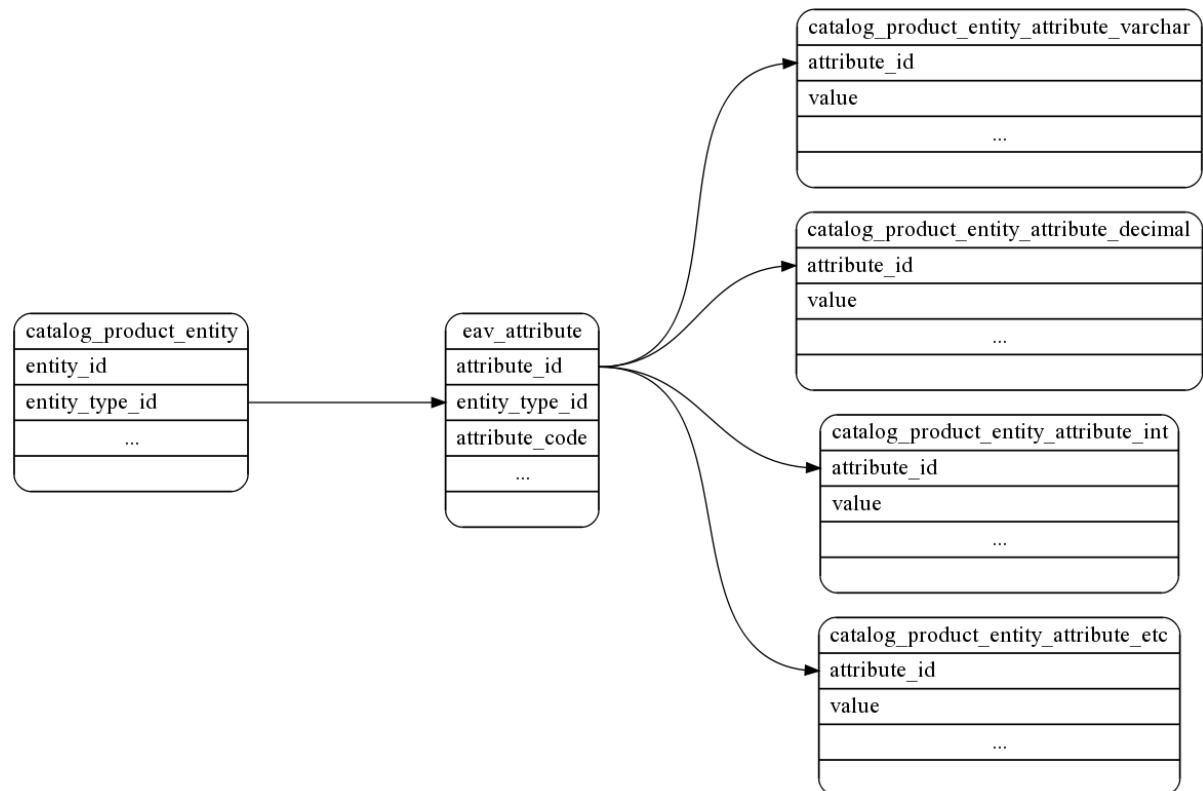 catalog_product_entity
entity_id
entity_type_id
...
eav_attribute
attribute_id
entity_type_id
attribute_code
...
catalog_product_entity_attribute_varchar
attribute_id
value
...
catalog_product_entity_attribute_decimal
attribute_id
value
...
catalog_product_entity_attribute_int
attribute_id
value
...
catalog_product_entity_attribute_etc
attribute_id
value
...